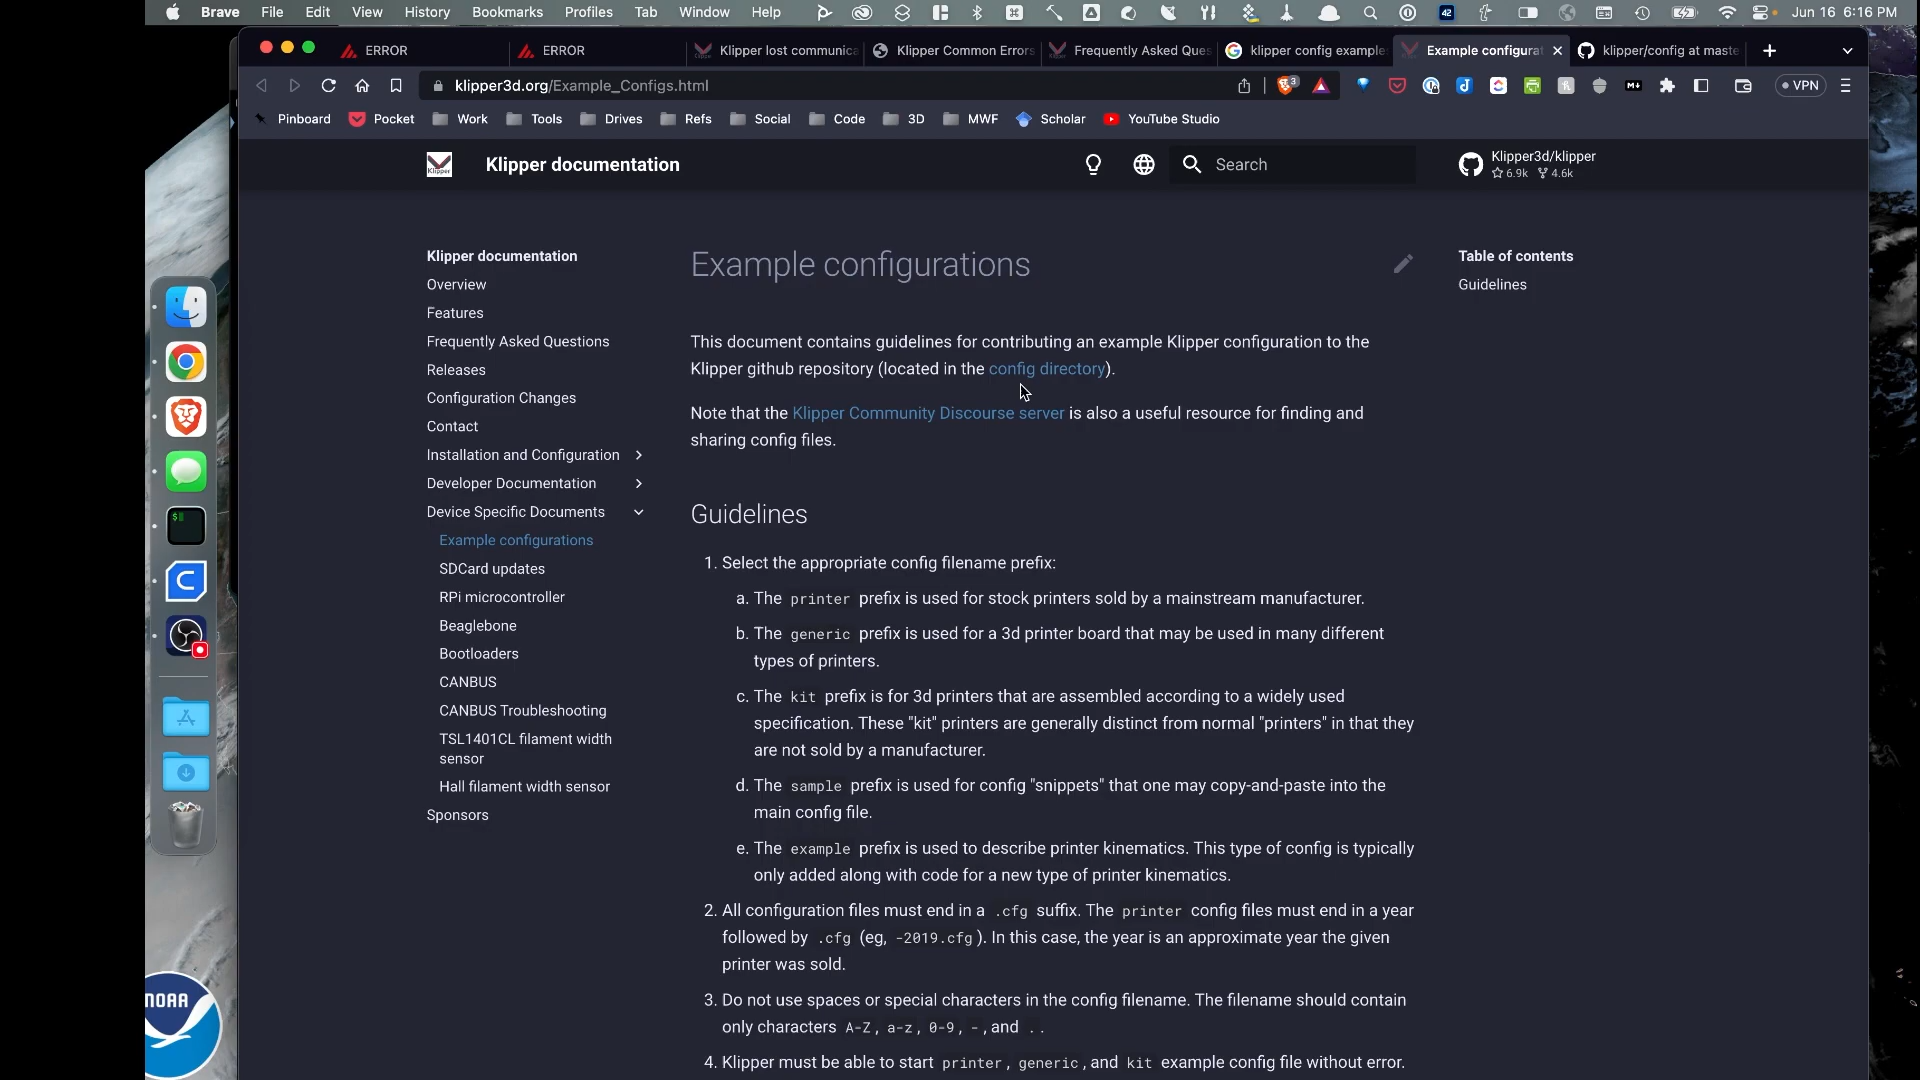 Brave File Edit View History Bookmarks Profiles Tab Window Help 42 Jun 16 6:16 PM
ERROR ERROR Klipper lost communica Klipper Common Errors Frequently Asked Ques klipper config example Example configurat klipper/config at maste
klipper3d.org/Example_Configs.html 3 VPN
Pinboard Pocket Work Tools Drives Refs Social Code 3D MWF Scholar YouTube Studio
Klipper documentation
Search
Klipper3d/klipper
6.9k 4.6k
Klipper documentation
Overview
Features
Frequently Asked Questions
Releases
Configuration Changes
Contact
Installation and Configuration
Developer Documentation
Device Specific Documents
Example configurations
SDCard updates
RPi microcontroller
Beaglebone
Bootloaders
CANBUS
CANBUS Troubleshooting
TSL1401CL filament width
sensor
Hall filament width sensor
Sponsors
Example configurations
This document contains guidelines for contributing an example Klipper configuration to the
Klipper github repository (located in the config directory).
Note that the Klipper Community Discourse server is also a useful resource for finding and
sharing config files.
Guidelines
1. Select the appropriate config filename prefix:
a. The printer prefix is used for stock printers sold by a mainstream manufacturer.
b. The generic prefix is used for a 3d printer board that may be used in many different
types of printers.
c. The kit prefix is for 3d printers that are assembled according to a widely used
specification. These "kit" printers are generally distinct from normal "printers" in that they
are not sold by a manufacturer.
d. The sample prefix is used for config "snippets" that one may copy-and-paste into the
main config file.
e. The example prefix is used to describe printer kinematics. This type of config is typically
only added along with code for a new type of printer kinematics.
2. All configuration files must end in a .cfg suffix. The printer config files must end in a year
followed by .cfg (eg, -2019.cfg). In this case, the year is an approximate year the given
printer was sold.
3. Do not use spaces or special characters in the config filename. The filename should contain
only characters A-Z, a-z, 0-9, -, and . .
4. Klipper must be able to start printer, generic, and kit example config file without error.
Table of contents
Guidelines
NOAA